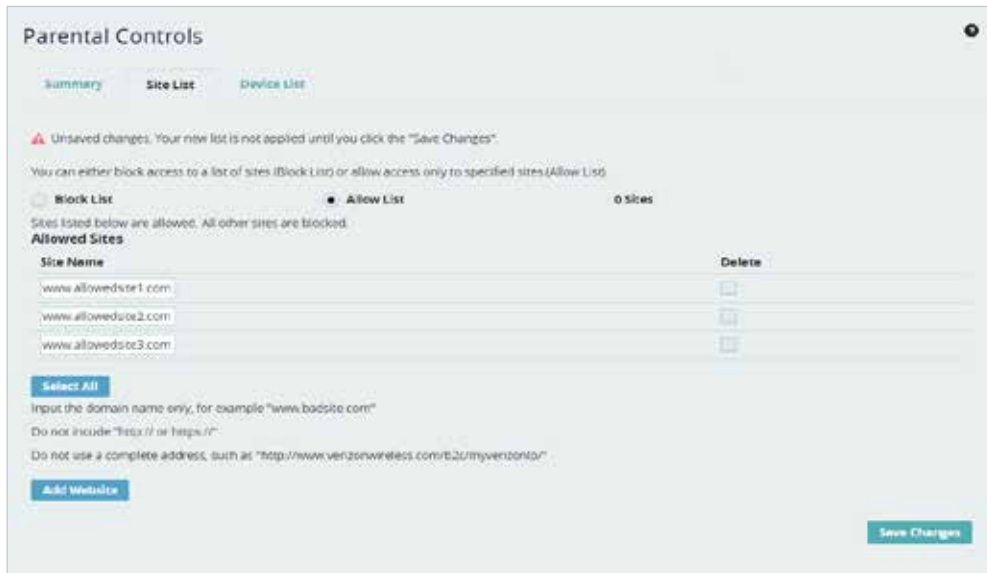 Parental Controls
?
Summary Site List Device List
Unsaved changes. Your new list is not applied until you click the "Save Changes".
You can either block access to a list of sites (Block List) or allow access only to specified sites (Allow List)
Block List Allow List 0 Sites
Sites listed below are allowed. All other sites are blocked.
Allowed Sites
Site Name Delete
www.allowedsite1.com
www.allowedsite2.com
www.allowedsite3.com
Select All
Input the domain name only, for example "www.badsite.com"
Do not incude "http:// or https://"
Do not use a complete address, such as "http://www.verizonwireless.com/b2c/myverizonlp/"
Add Website
Save Changes